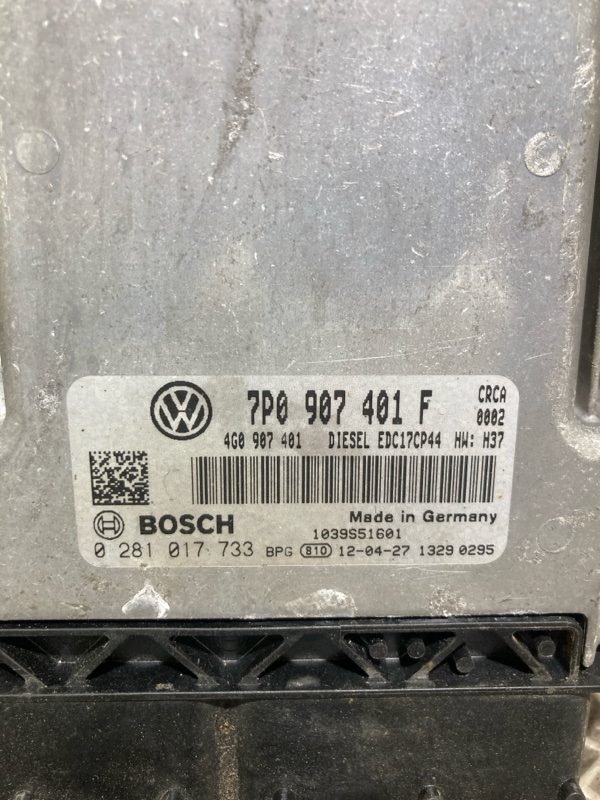 7P0 907 401 F
CRCA
0002
4G0 907 401 DIESEL EDC17CP44 HW: H37
BOSCH
Made in Germany
1039S51601
0 281 017 733 BPG 810 12-04-27 1329 0295